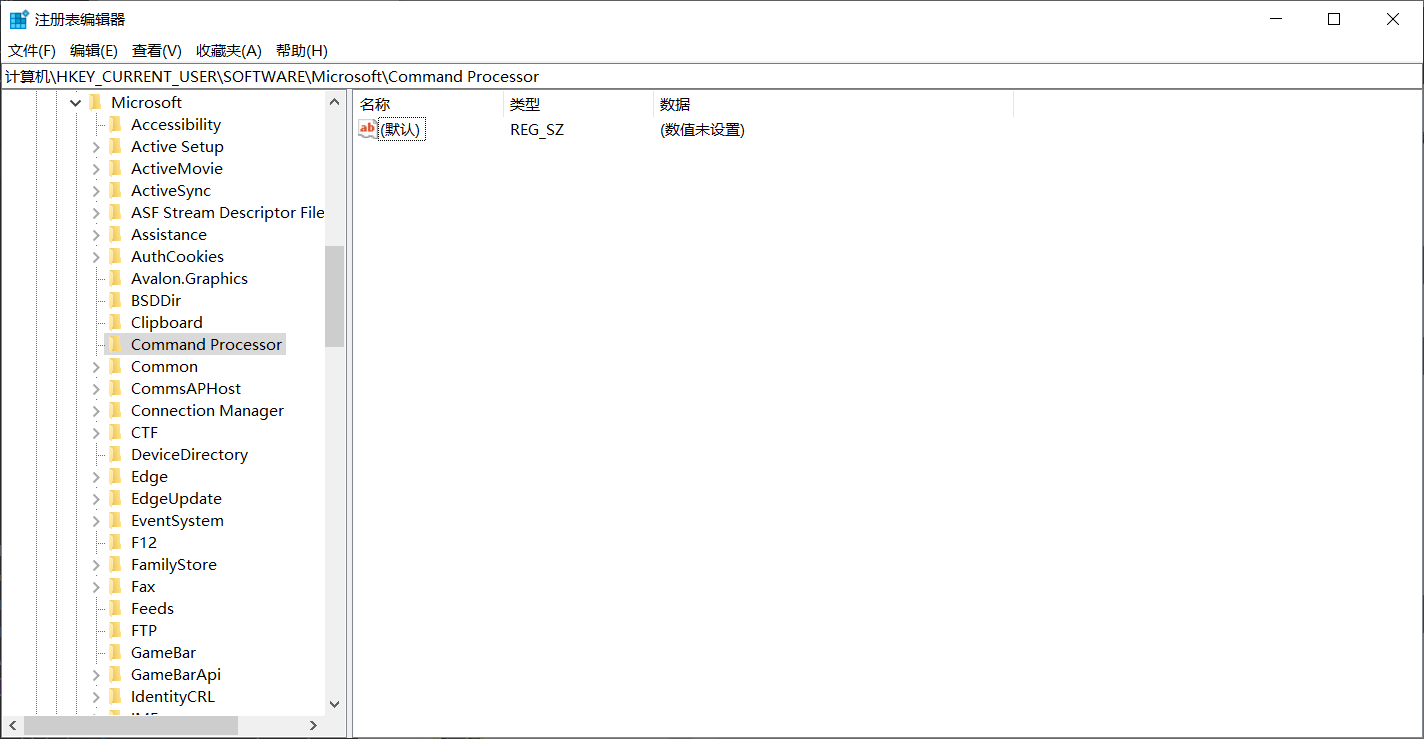 注册表编辑器
文件(F) 编辑(E) 查看(V) 收藏夹(A) 帮助(H)
计算机\HKEY_CURRENT_USER\SOFTWARE\Microsoft\Command Processor
Microsoft
Accessibility
Active Setup
ActiveMovie
ActiveSync
ASF Stream Descriptor File
Assistance
AuthCookies
Avalon.Graphics
BSDDir
Clipboard
Command Processor
Common
CommsAPHost
Connection Manager
CTF
DeviceDirectory
Edge
EdgeUpdate
EventSystem
F12
FamilyStore
Fax
Feeds
FTP
GameBar
GameBarApi
IdentityCRL
名称 类型 数据
ab (默认) REG_SZ (数值未设置)